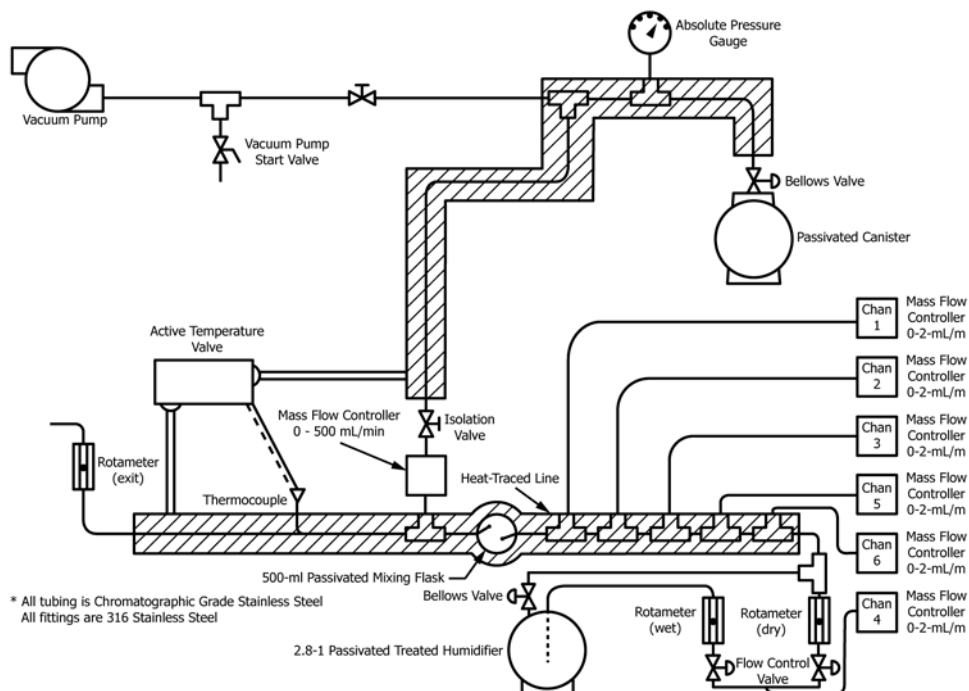 Absolute Pressure
Gauge
Vacuum Pump
Vacuum Pump
Start Valve
Bellows Valve
Passivated Canister
Active Temperature
Valve
Mass Flow Controller
0 - 500 mL/min
Isolation
Valve
Rotameter
(exit)
Thermocouple
Heat-Traced Line
500-ml Passivated Mixing Flask
Chan
1
Mass Flow
Controller
0-2-mL/m
Chan
2
Mass Flow
Controller
0-2-mL/m
Chan
3
Mass Flow
Controller
0-2-mL/m
Chan
5
Mass Flow
Controller
0-2-mL/m
Chan
6
Mass Flow
Controller
0-2-mL/m
Chan
4
Mass Flow
Controller
0-2-mL/m
Bellows Valve
Rotameter
(wet)
Rotameter
(dry)
2.8-1 Passivated Treated Humidifier
Flow Control
Valve
* All tubing is Chromatographic Grade Stainless Steel
All fittings are 316 Stainless Steel